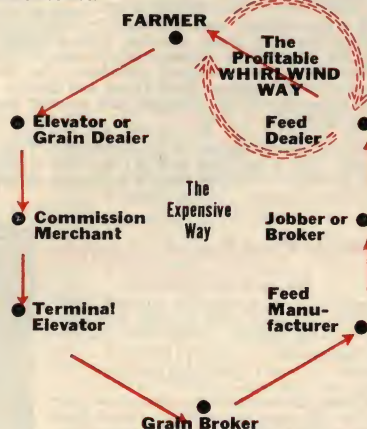 FARMER
The
Profitable
WHIRLWIND
WAY
Elevator or
Grain Dealer
Feed
Dealer
The
Expensive
Way
Commission
Merchant
Jobber or
Broker
Terminal
Elevator
Feed
Manu-
facturer
Grain Broker